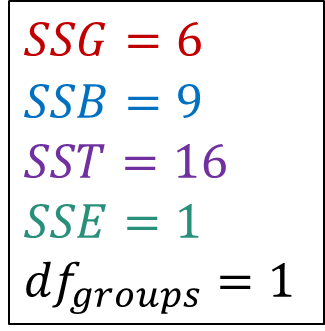 SSG = 6
SSB = 9
SST = 16
SSE = 1
df_groups = 1